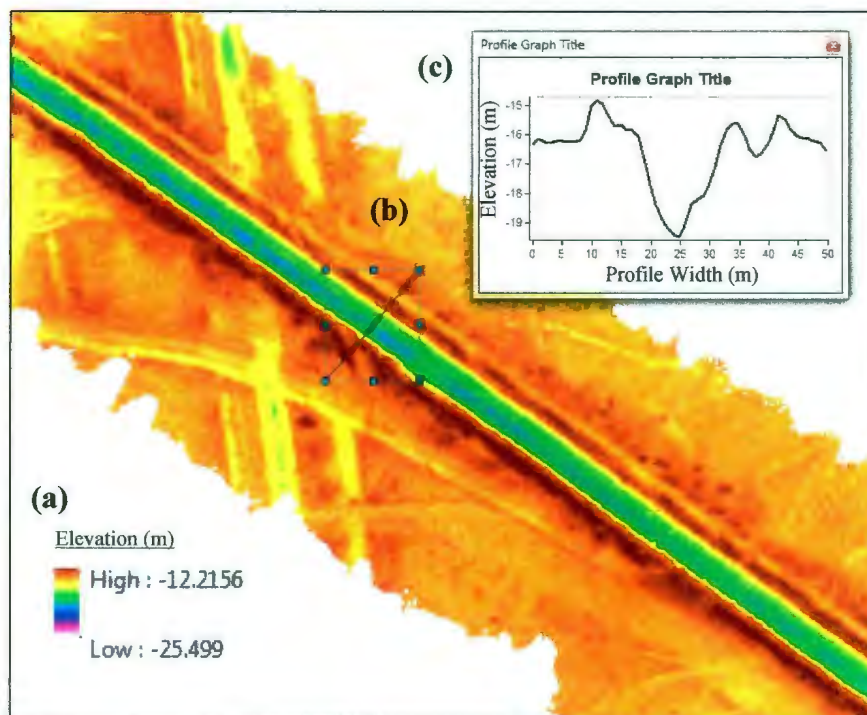 (c)
Profile Graph Title
Profile Graph Title
Elevation (m)
-15
-16
-17
-18
-19
0 5 10 15 20 25 30 35 40 45 50
Profile Width (m)
(b)
(a)
Elevation (m)
High : -12.2156
Low : -25.499